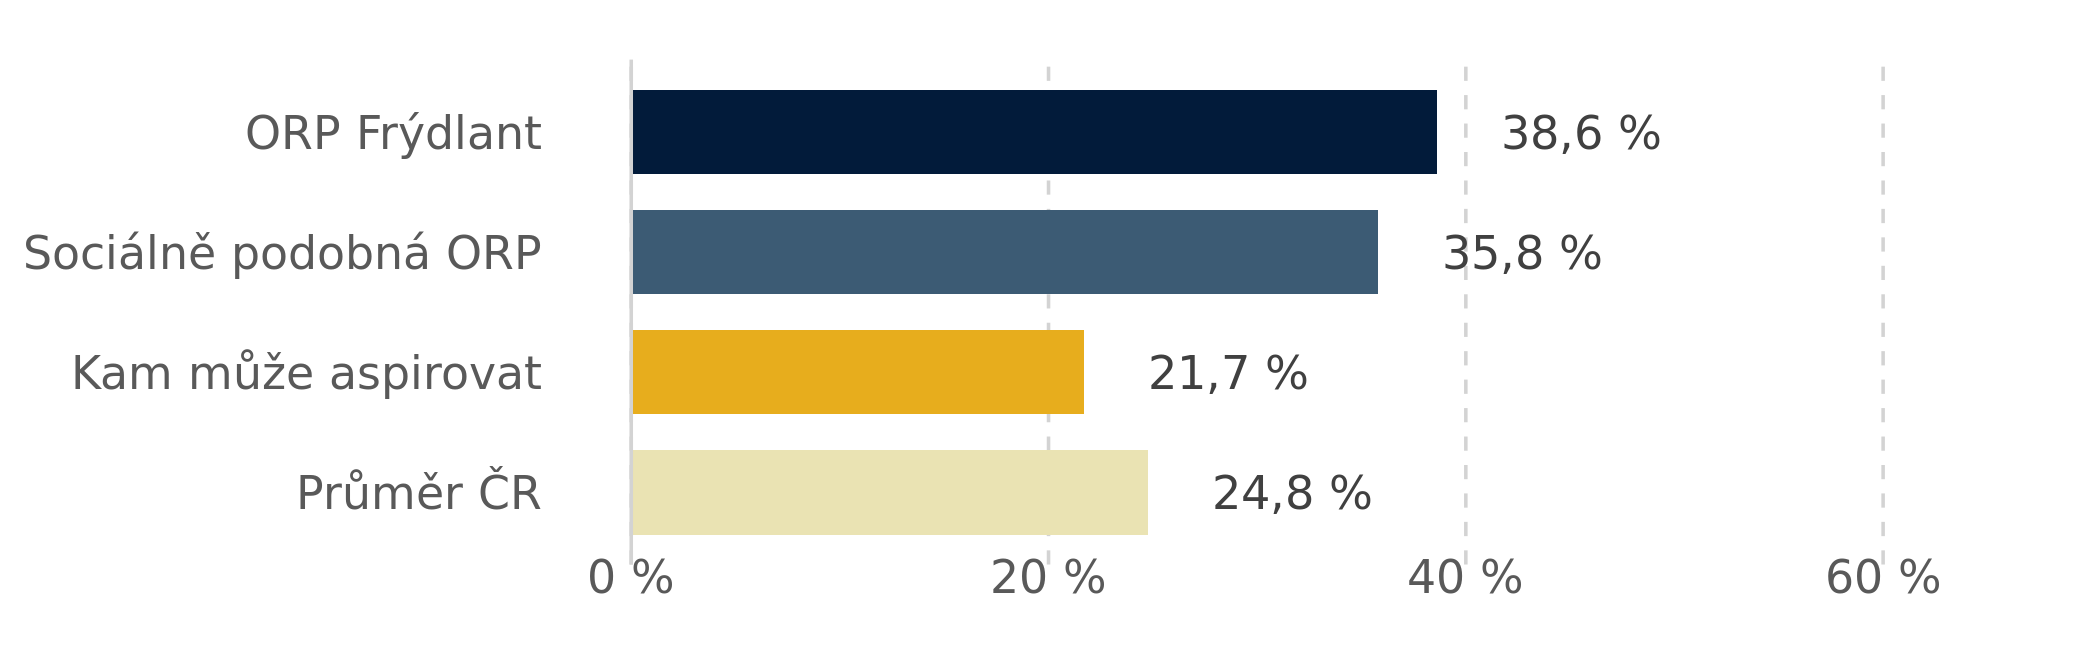 ORP Frýdlant
38,6 %
Sociálně podobná ORP
35,8 %
Kam může aspirovat
21,7 %
Průměr ČR
24,8 %
0 %
20 %
40 %
60 %